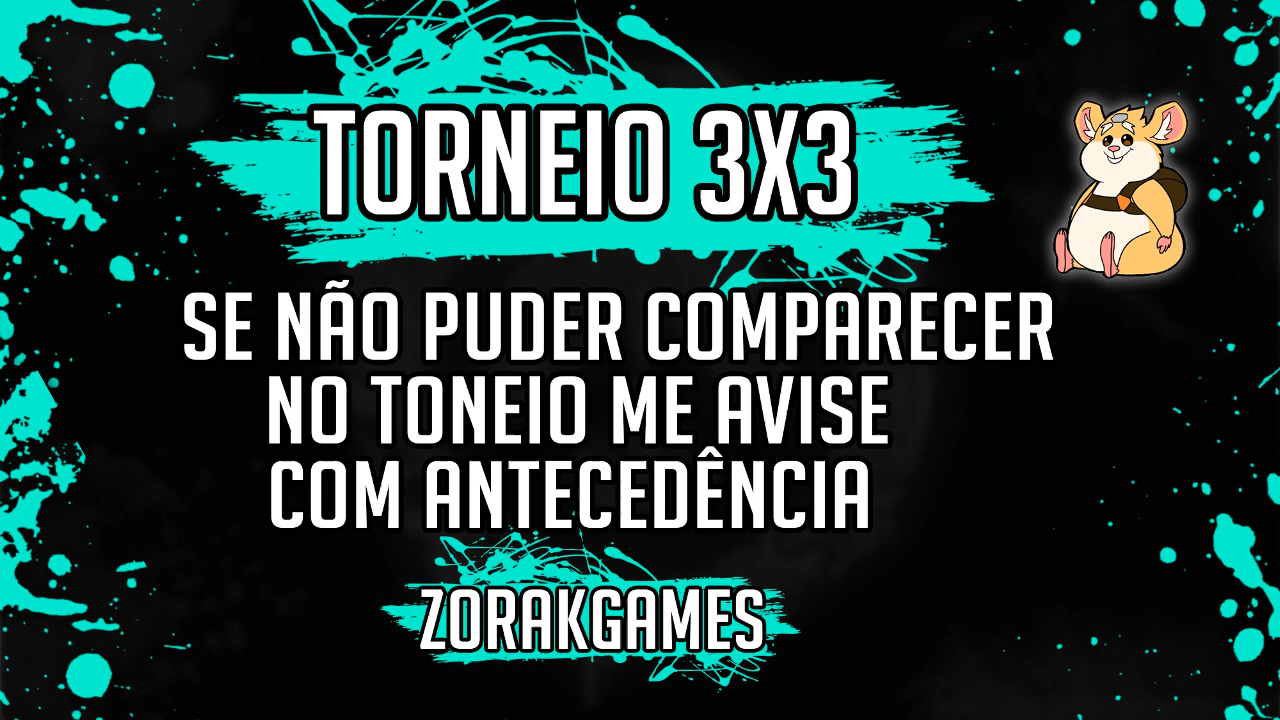 TORNEIO 3X3
SE NÃO PUDER COMPARECER
NO TONEIO ME AVISE
COM ANTECEDÊNCIA
ZORAKGAMES